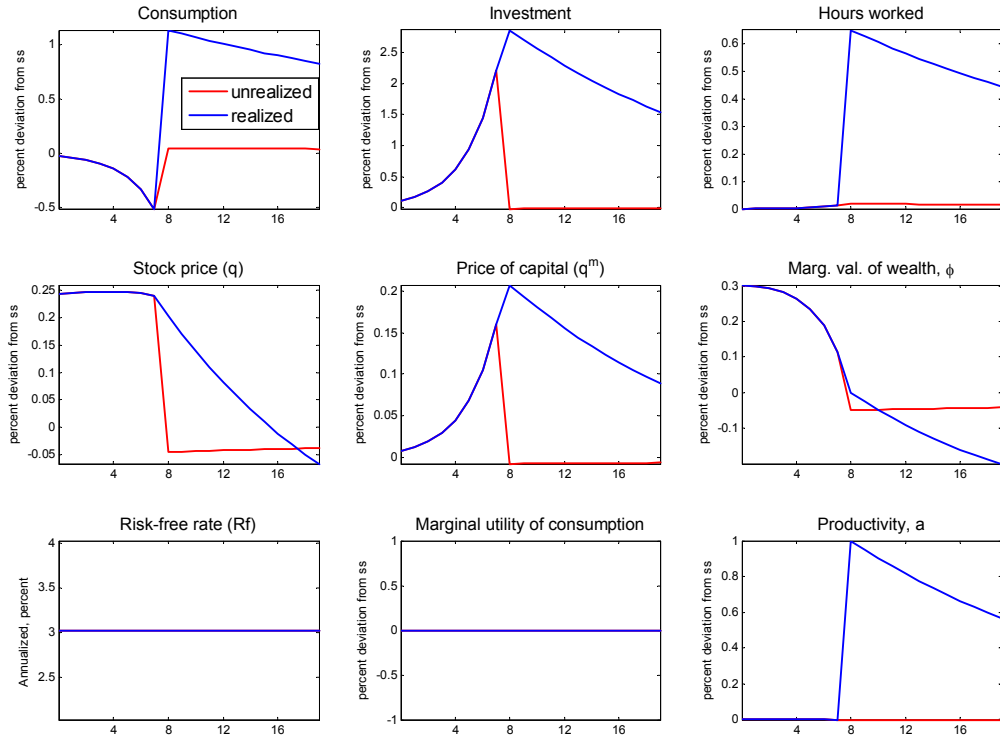 Consumption
percent deviation from ss
1
0.5
0
-0.5
4 8 12 16
unrealized
realized
Investment
percent deviation from ss
2.5
2
1.5
1
0.5
0
4 8 12 16
Hours worked
percent deviation from ss
0.6
0.5
0.4
0.3
0.2
0.1
0
4 8 12 16
Stock price (q)
percent deviation from ss
0.25
0.2
0.15
0.1
0.05
0
-0.05
4 8 12 16
Price of capital (q^m)
percent deviation from ss
0.2
0.15
0.1
0.05
0
4 8 12 16
Marg. val. of wealth, ϕ
percent deviation from ss
0.3
0.2
0.1
0
-0.1
4 8 12 16
Risk-free rate (Rf)
Annualized, percent
4
3.5
3
2.5
4 8 12 16
Marginal utility of consumption
percent deviation from ss
1
0.5
0
-0.5
-1
4 8 12 16
Productivity, a
percent deviation from ss
1
0.8
0.6
0.4
0.2
0
4 8 12 16